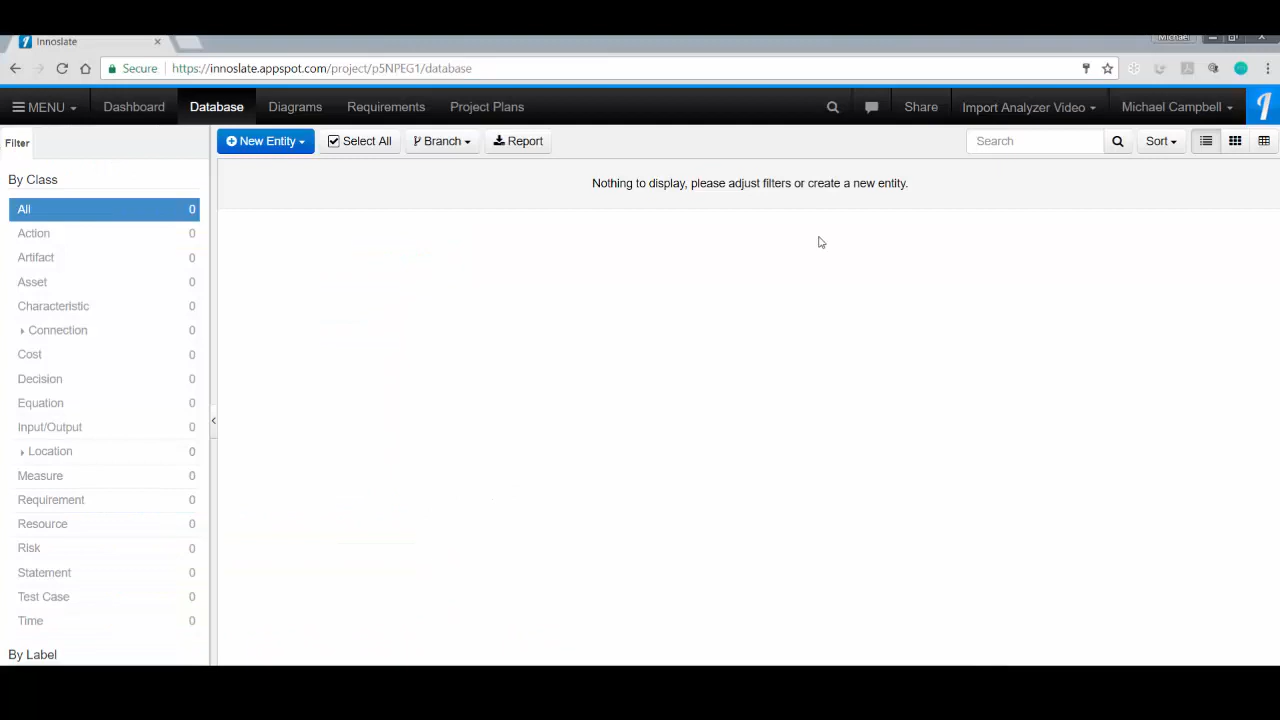 Innoslate
Michael
Secure
https://innoslate.appspot.com/project/p5NPEG1/database
MENU
Dashboard
Database
Diagrams
Requirements
Project Plans
Share
Import Analyzer Video
Michael Campbell
Filter
New Entity
Select All
Branch
Report
Search
Sort
By Class
Nothing to display, please adjust filters or create a new entity.
All 0
Action 0
Artifact 0
Asset 0
Characteristic 0
Connection 0
Cost 0
Decision 0
Equation 0
Input/Output 0
Location 0
Measure 0
Requirement 0
Resource 0
Risk 0
Statement 0
Test Case 0
Time 0
By Label